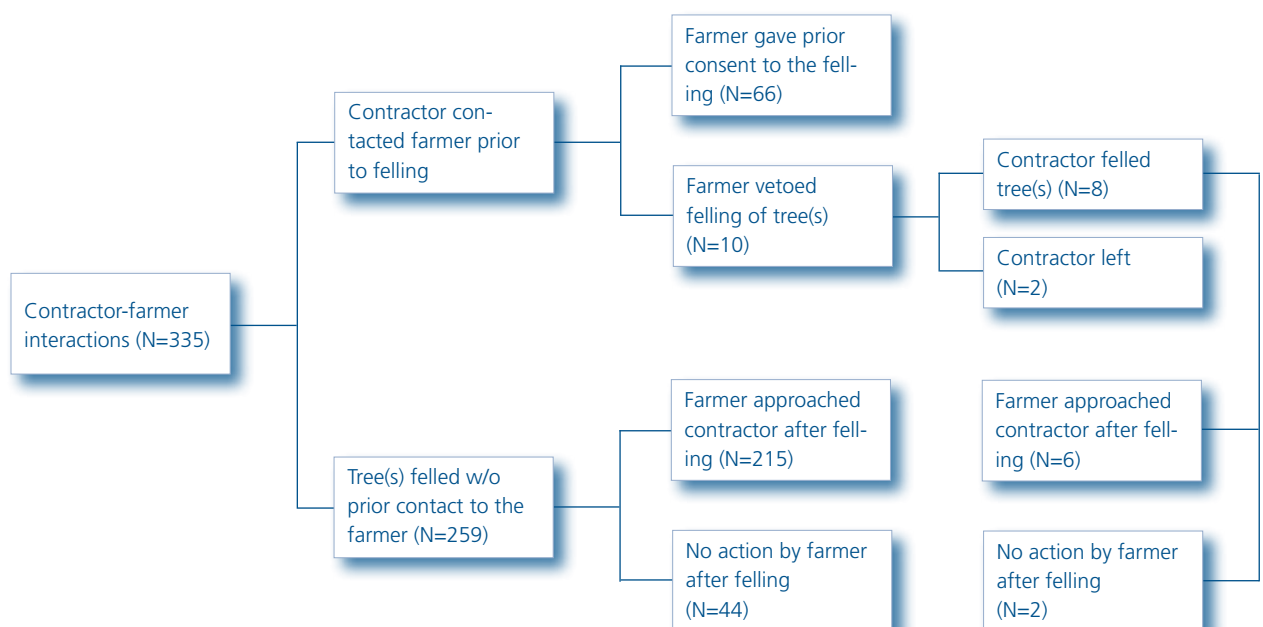 Farmer gave prior
consent to the fell-
ing (N=66)
Contractor con-
tacted farmer prior
to felling
Contractor felled
tree(s) (N=8)
Farmer vetoed
felling of tree(s)
(N=10)
Contractor left
(N=2)
Contractor-farmer
interactions (N=335)
Farmer approached
contractor after fell-
ing (N=215)
Farmer approached
contractor after fell-
ing (N=6)
Tree(s) felled w/o
prior contact to the
farmer (N=259)
No action by farmer
after felling
(N=44)
No action by farmer
after felling
(N=2)